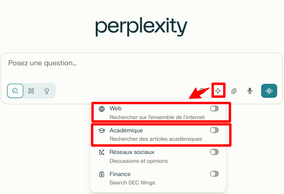 perplexity
Posez une question...
Web
Rechercher sur l'ensemble de l'internet
Académique
Rechercher des articles académiques
Réseaux sociaux
Discussions et opinions
Finance
Search SEC filings